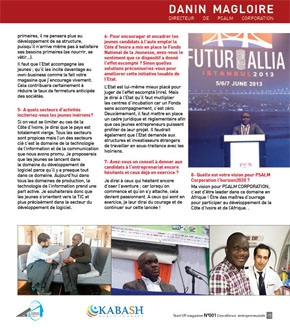 DANIN MAGLOIRE
DIRECTEUR DE PSALM CORPORATION
primaires, il ne pensera plus au
développement de sa structure,
puisqu'il n'arrive même pas à satisfaire
ses besoins primaires (se nourrir, se
vêtir...).
Il faut que l'Etat accompagne les
jeunes ; qu'il les invite davantage au
own-business comme le fait votre
magazine que j'encourage vivement.
Cela contribuera certainement à
réduire le taux de fermeture anticipée
des sociétés.
5- A quels secteurs d'activités
inciterrez-vous les jeunes ivoiriens?
Si on veut se limiter au cas de la
Côte d'Ivoire, je dirai que le pays est
totalement vierge. Tous les secteurs
sont propices mais l'un des secteurs
clé c'est le domaine de la technologie
de l'information et de la communication
que nous avons promu. Je proposerais
que les jeunes se lancent dans
le domaine du développement de
logiciel parce qu'il y a presque tout
dans ce domaine. Aujourd'hui dans
tous les domaines de production, la
technologie de l'information prend une
part active. Je souhaiterais donc que
les jeunes s'orientent vers la TIC et
plus précisément dans le secteur du
développement de logiciel.
6- Pour encourager et encadrer les
jeunes candidats à l'auto emploi la
Côte d'Ivoire a mis en place le Fonds
National de la Jeunesse, avez-vous le
sentiment que ce dispositif a donné
l'effet escompté ? Sinon quelles
solutions préconiseriez-vous pour
améliorer cette initiative louable de
l'Etat.
L'Etat est lui-même mieux placé pour
juger de l'effet escompté Inné. Mais
je dirai à l'Etat qu'il faut multiplier
les centres d'incubation car un Fonds
sans accompagnement, c'est zéro.
Deuxièmement, il faut mettre en place
un cadre juridique et réglementaire afin
que ces jeunes entrepreneurs puissent
profiter de leur projet. Il faudrait
également que l'Etat demande aux
structures et investisseurs étrangers
de travailler en sous-traitance avec les
Ivoiriens.
7- Avez-vous un conseil à donner aux
candidats à l'entreprenariat encore
hésitants et ceux déjà en exercice ?
Je dirai à ceux qui hésitent encore
d'oser l'aventure ; car lorsqu'on
commence et qu'on s'y attache, cela
devient passionnant. A ceux qui sont en
exercice, je leur dirai du courage et de
continuer sur cette lancée !
FUTURALLIA
ISTANBUL 2013
5/6/7 JUNE 2013
8- Quelle est votre vision pour PSALM
Corporation l'horizon2020 ?
Ma vision pour PSALM CORPORATION,
c'est d'être leader dans ce domaine en
Afrique ! Être des maîtres d'ouvrage
pour participer au développement de la
Côte d'Ivoire et de l'Afrique.
KABASH
Start'UP magazine N°001